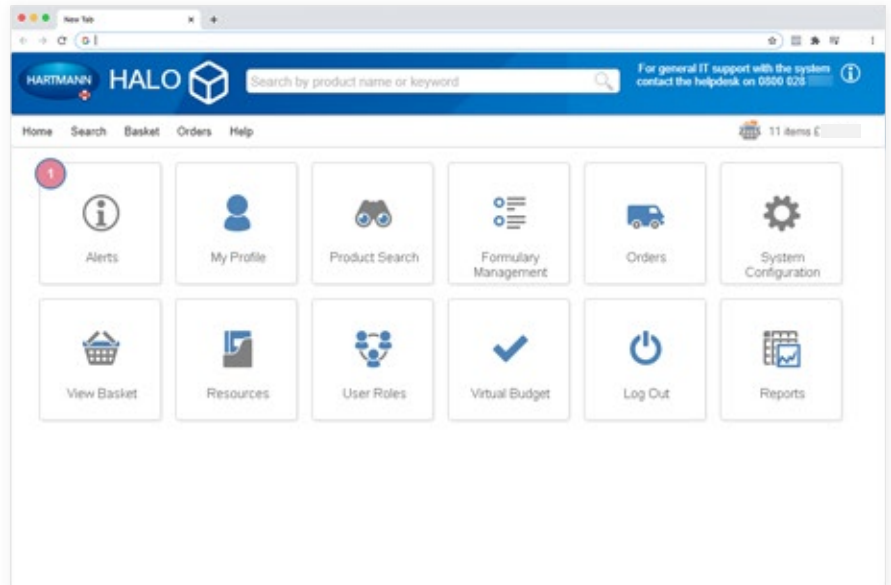 New Tab
G
HARTMANN HALO
Search by product name or keyword
For general IT support with the system
contact the helpdesk on 0800 028
Home Search Basket Orders Help
11 items £
1
Alerts
My Profile
Product Search
Formulary
Management
Orders
System
Configuration
View Basket
Resources
User Roles
Virtual Budget
Log Out
Reports